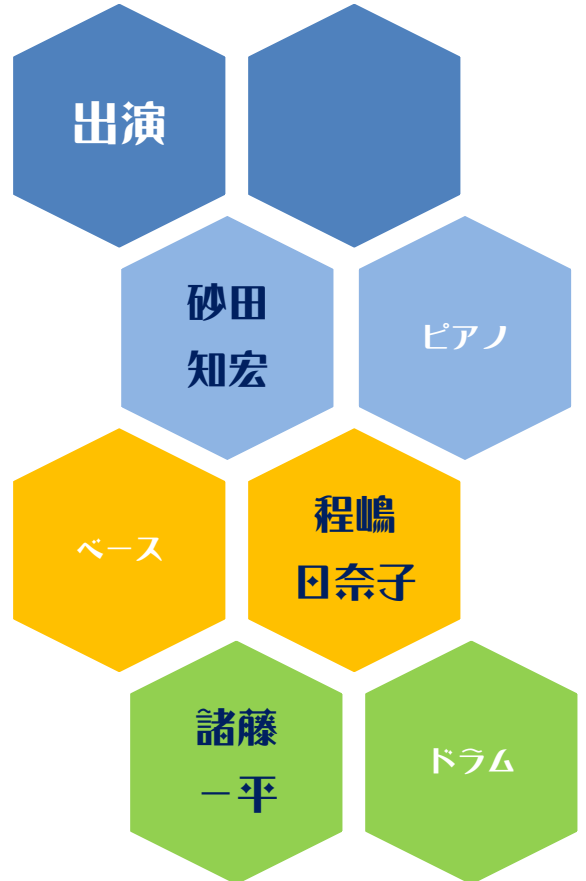 出演
砂田
知宏
ピアノ
ベース
程嶋
日奈子
諸藤
一平
ドラム